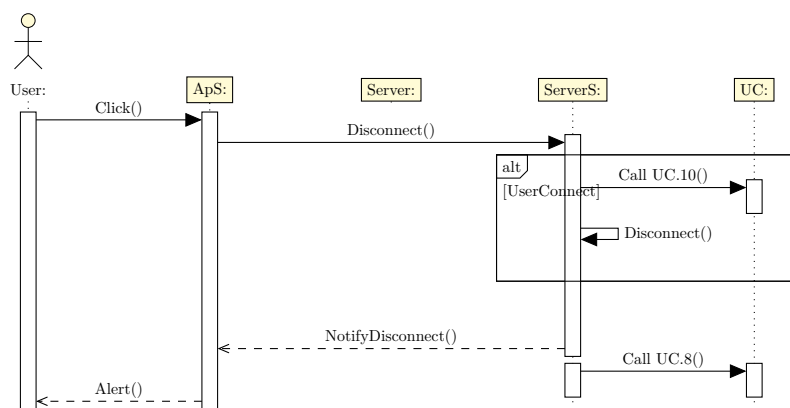 User:
ApS:
Server:
ServerS:
UC:
Click()
Disconnect()
alt
[UserConnect]
Call UC.10()
Disconnect()
NotifyDisconnect()
Call UC.8()
Alert()